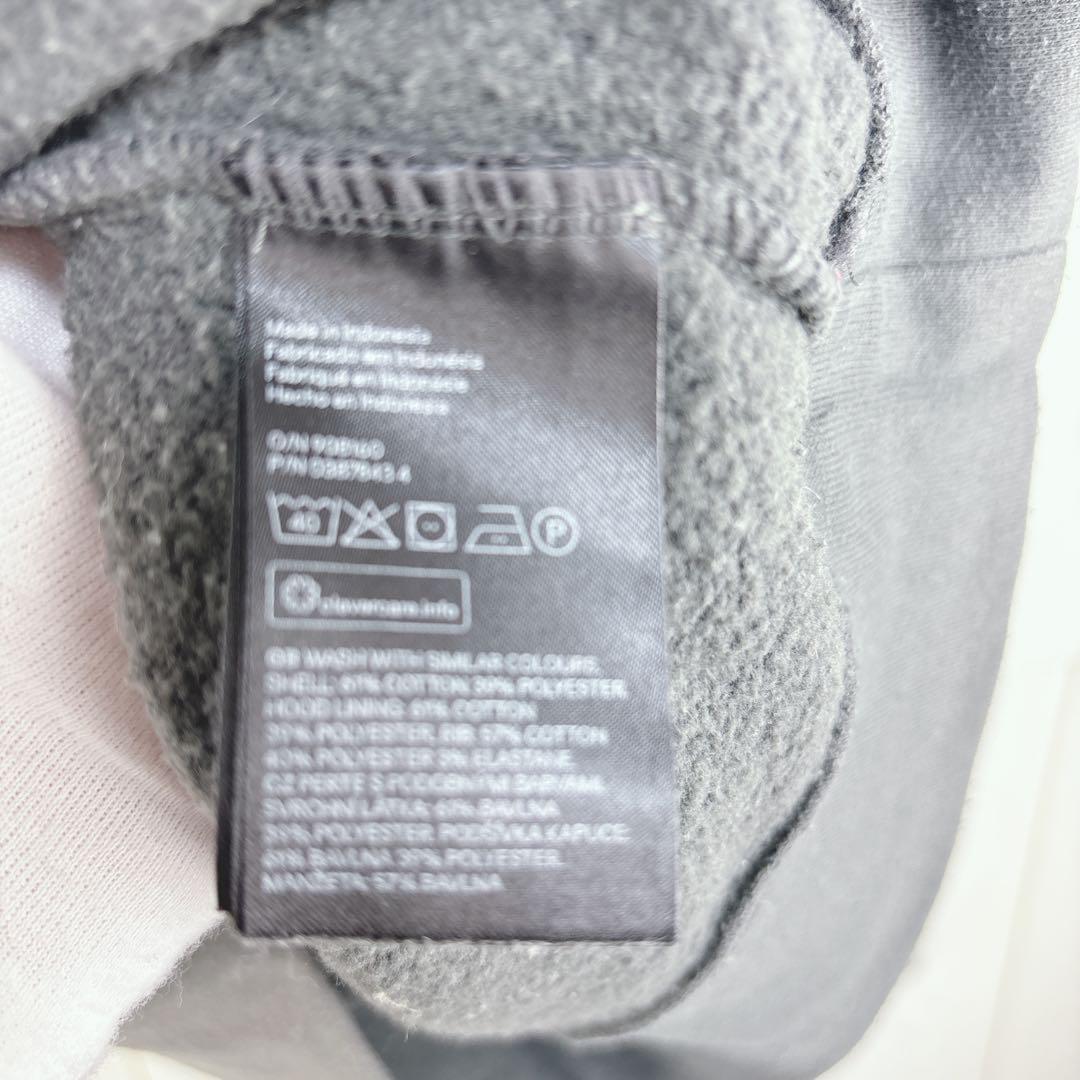 Made in Indonesia
Fabricado em Indonésia
Fabriqué en Indonésie
Hecho en Indonesia
O/N
P/N
40
P
clevercare.info
GB WASH WITH SIMILAR COLOURS.
SHELL: 61% COTTON 39% POLYESTER.
HOOD LINING: 61% COTTON
39% POLYESTER. RIB: 57% COTTON
40% POLYESTER 3% ELASTANE.
CZ PERTE S PODOBNÝMI BARVAMI.
SVRCHNÍ LÁTKA: 61% BAVLNA
39% POLYESTER. PODŠÍVKA KAPUCE:
61% BAVLNA 39% POLYESTER.
MANŽETA: 57% BAVLNA